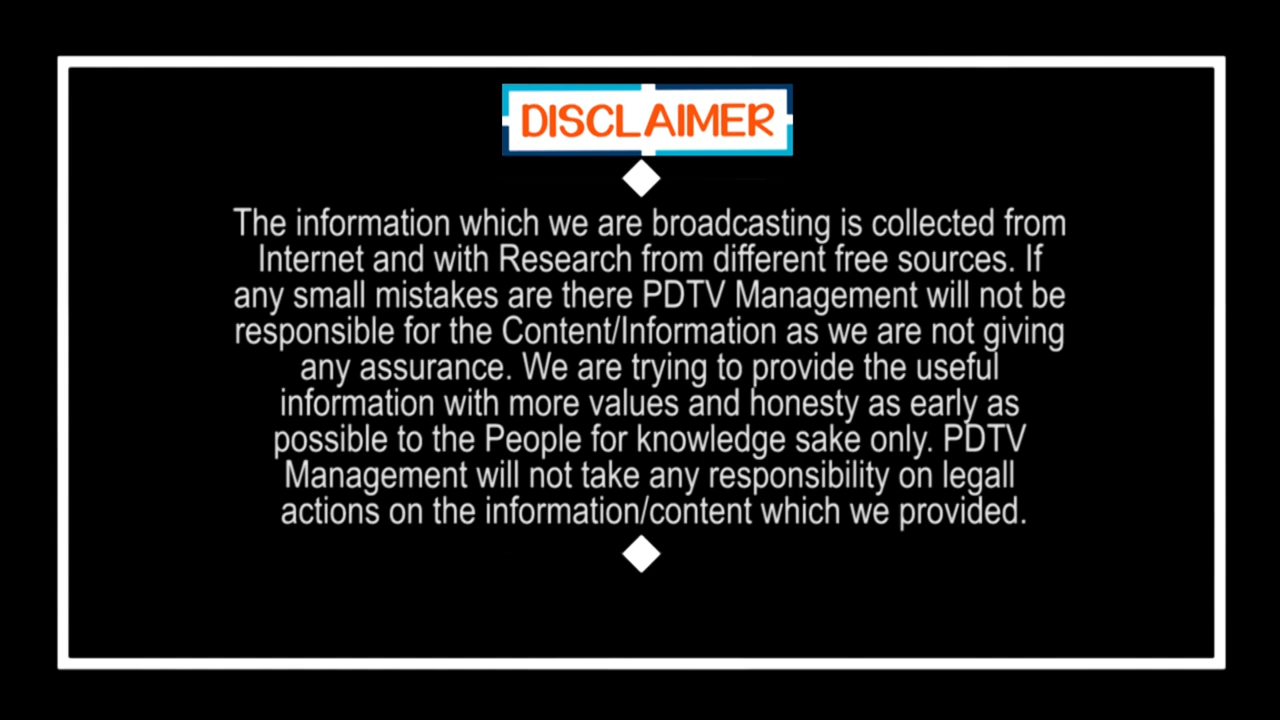 DISCLAIMER
The information which we are broadcasting is collected from
Internet and with Research from different free sources. If
any small mistakes are there PDTV Management will not be
responsible for the Content/Information as we are not giving
any assurance. We are trying to provide the useful
information with more values and honesty as early as
possible to the People for knowledge sake only. PDTV
Management will not take any responsibility on legall
actions on the information/content which we provided.